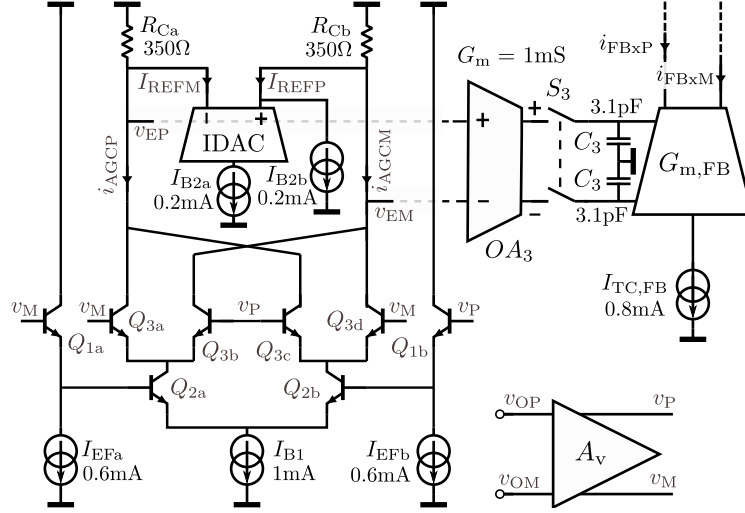 R_Ca
350Ω
R_Cb
350Ω
i_FBxP
G_m = 1mS
i_FBxM
I_REFM
I_REFP
S_3
3.1pF
v_EP
- +
IDAC
+ +
C_3
G_m,FB
i_AGCP
i_AGCM
I_B2a
0.2mA
I_B2b
0.2mA
C_3
v_EM
- -
3.1pF
OA_3
I_TC,FB
0.8mA
v_M
v_M
v_P
v_M
v_P
Q_1a
Q_3a
Q_3b
Q_3c
Q_3d
Q_1b
Q_2a
Q_2b
v_OP
v_P
I_EFa
0.6mA
I_B1
1mA
I_EFb
0.6mA
A_v
v_OM
v_M